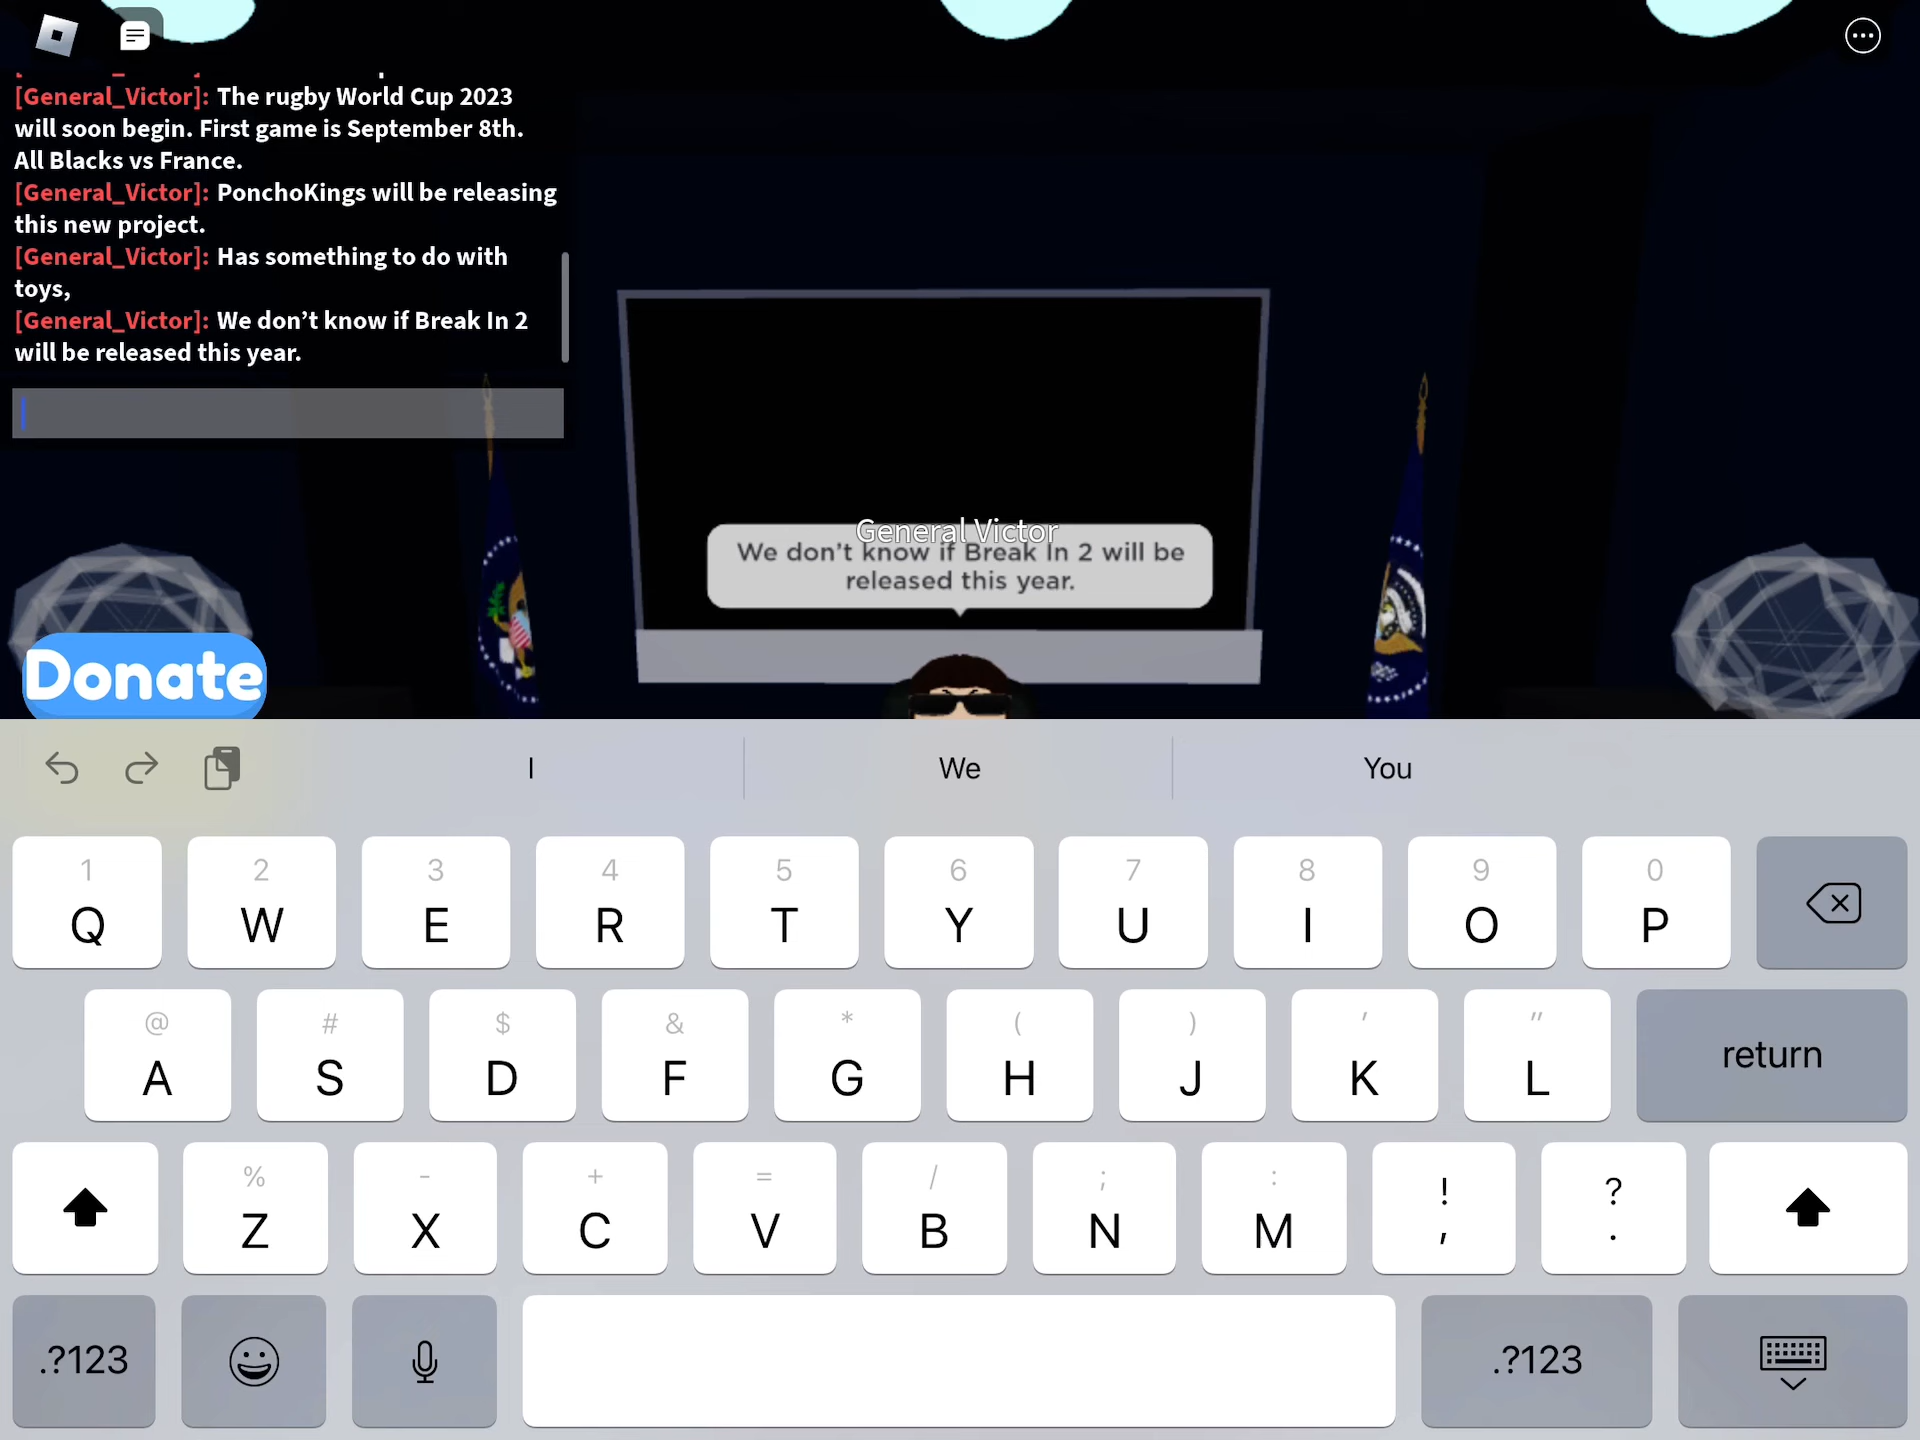 [General_Victor]: The rugby World Cup 2023
will soon begin. First game is September 8th.
All Blacks vs France.
[General_Victor]: PonchoKings will be releasing
this new project.
[General_Victor]: Has something to do with
toys,
[General_Victor]: We don’t know if Break In 2
will be released this year.
General Victor
We don’t know if Break In 2 will be
released this year.
Donate
I We You
1 2 3 4 5 6 7 8 9 0
Q W E R T Y U I O P
@ # $ & * ( ) ' "
A S D F G H J K L return
% - + = / ; : ! ?
Z X C V B N M , .
.?123 .?123